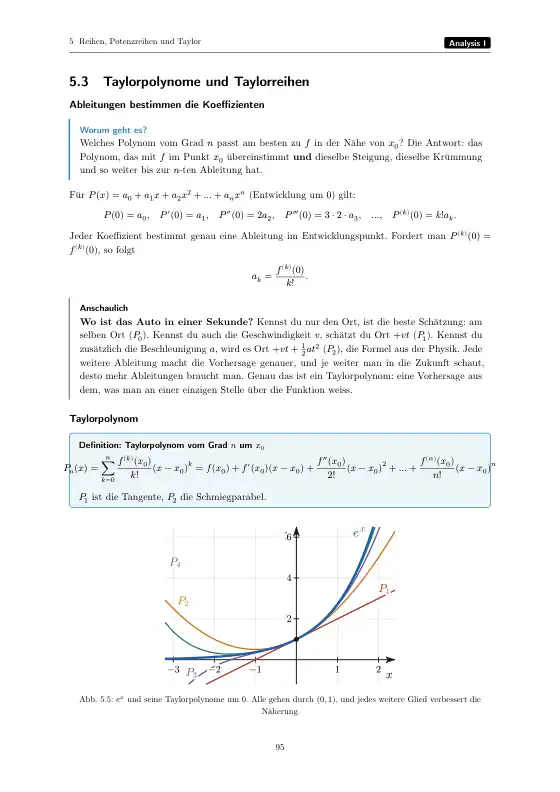 5 Reihen, Potenzreihen und Taylor
Analysis I
5.3 Taylorpolynome und Taylorreihen
Ableitungen bestimmen die Koeffizienten
Worum geht es?
Welches Polynom vom Grad n passt am besten zu f in der Nähe von x₀? Die Antwort: das
Polynom, das mit f im Punkt x₀ übereinstimmt und dieselbe Steigung, dieselbe Krümmung
und so weiter bis zur n-ten Ableitung hat.
Für P(x) = a₀ + a₁x + a₂x² + ... + aₙxⁿ (Entwicklung um 0) gilt:
P(0) = a₀, P′(0) = a₁, P″(0) = 2a₂, P‴(0) = 3 · 2 · a₃, ..., P⁽ᵏ⁾(0) = k!aₖ.
Jeder Koeffizient bestimmt genau eine Ableitung im Entwicklungspunkt. Fordert man P⁽ᵏ⁾(0) =
f⁽ᵏ⁾(0), so folgt
aₖ = f⁽ᵏ⁾(0)/k!.
Anschaulich
Wo ist das Auto in einer Sekunde? Kennst du nur den Ort, ist die beste Schätzung: am
selben Ort (P₀). Kennst du auch die Geschwindigkeit v, schätzt du Ort +vt (P₁). Kennst du
zusätzlich die Beschleunigung a, wird es Ort +vt + ½at² (P₂), die Formel aus der Physik. Jede
weitere Ableitung macht die Vorhersage genauer, und je weiter man in die Zukunft schaut,
desto mehr Ableitungen braucht man. Genau das ist ein Taylorpolynom: eine Vorhersage aus
dem, was man an einer einzigen Stelle über die Funktion weiss.
Taylorpolynom
Definition: Taylorpolynom vom Grad n um x₀
Pₙ(x) = ∑ₖ₌₀ⁿ f⁽ᵏ⁾(x₀)/k! (x − x₀)ᵏ = f(x₀) + f′(x₀)(x − x₀) + f″(x₀)/2! (x − x₀)² + ... + f⁽ⁿ⁾(x₀)/n! (x − x₀)ⁿ
P₁ ist die Tangente, P₂ die Schmiegparabel.
6
eˣ
P₄
4
P₁
P₂
2
−3 −2 −1 1 2
P₃
x
Abb. 5.5: eˣ und seine Taylorpolynome um 0. Alle gehen durch (0, 1), und jedes weitere Glied verbessert die
Näherung.
95